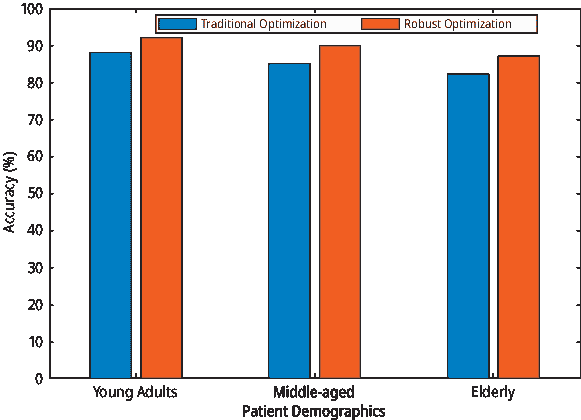 Traditional Optimization Robust Optimization
100
90
80
70
60
50
40
30
20
10
0
Accuracy (%)
Young Adults Middle-aged Elderly
Patient Demographics